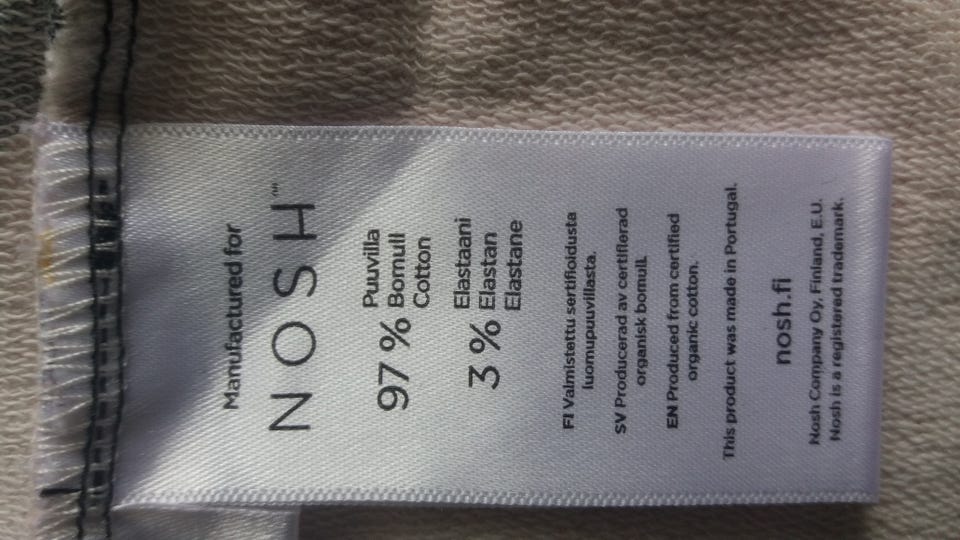 Manufactured for
NOSH™
97 % Puuvilla
Bomull
Cotton
3 % Elastaani
Elastan
Elastane
FI Valmistettu sertifioidusta
luomupuuvillasta.
SV Producerad av certifierad
organisk bomull.
EN Produced from certified
organic cotton.
This product was made in Portugal.
nosh.fi
Nosh Company Oy, Finland, E.U.
Nosh is a registered trademark.